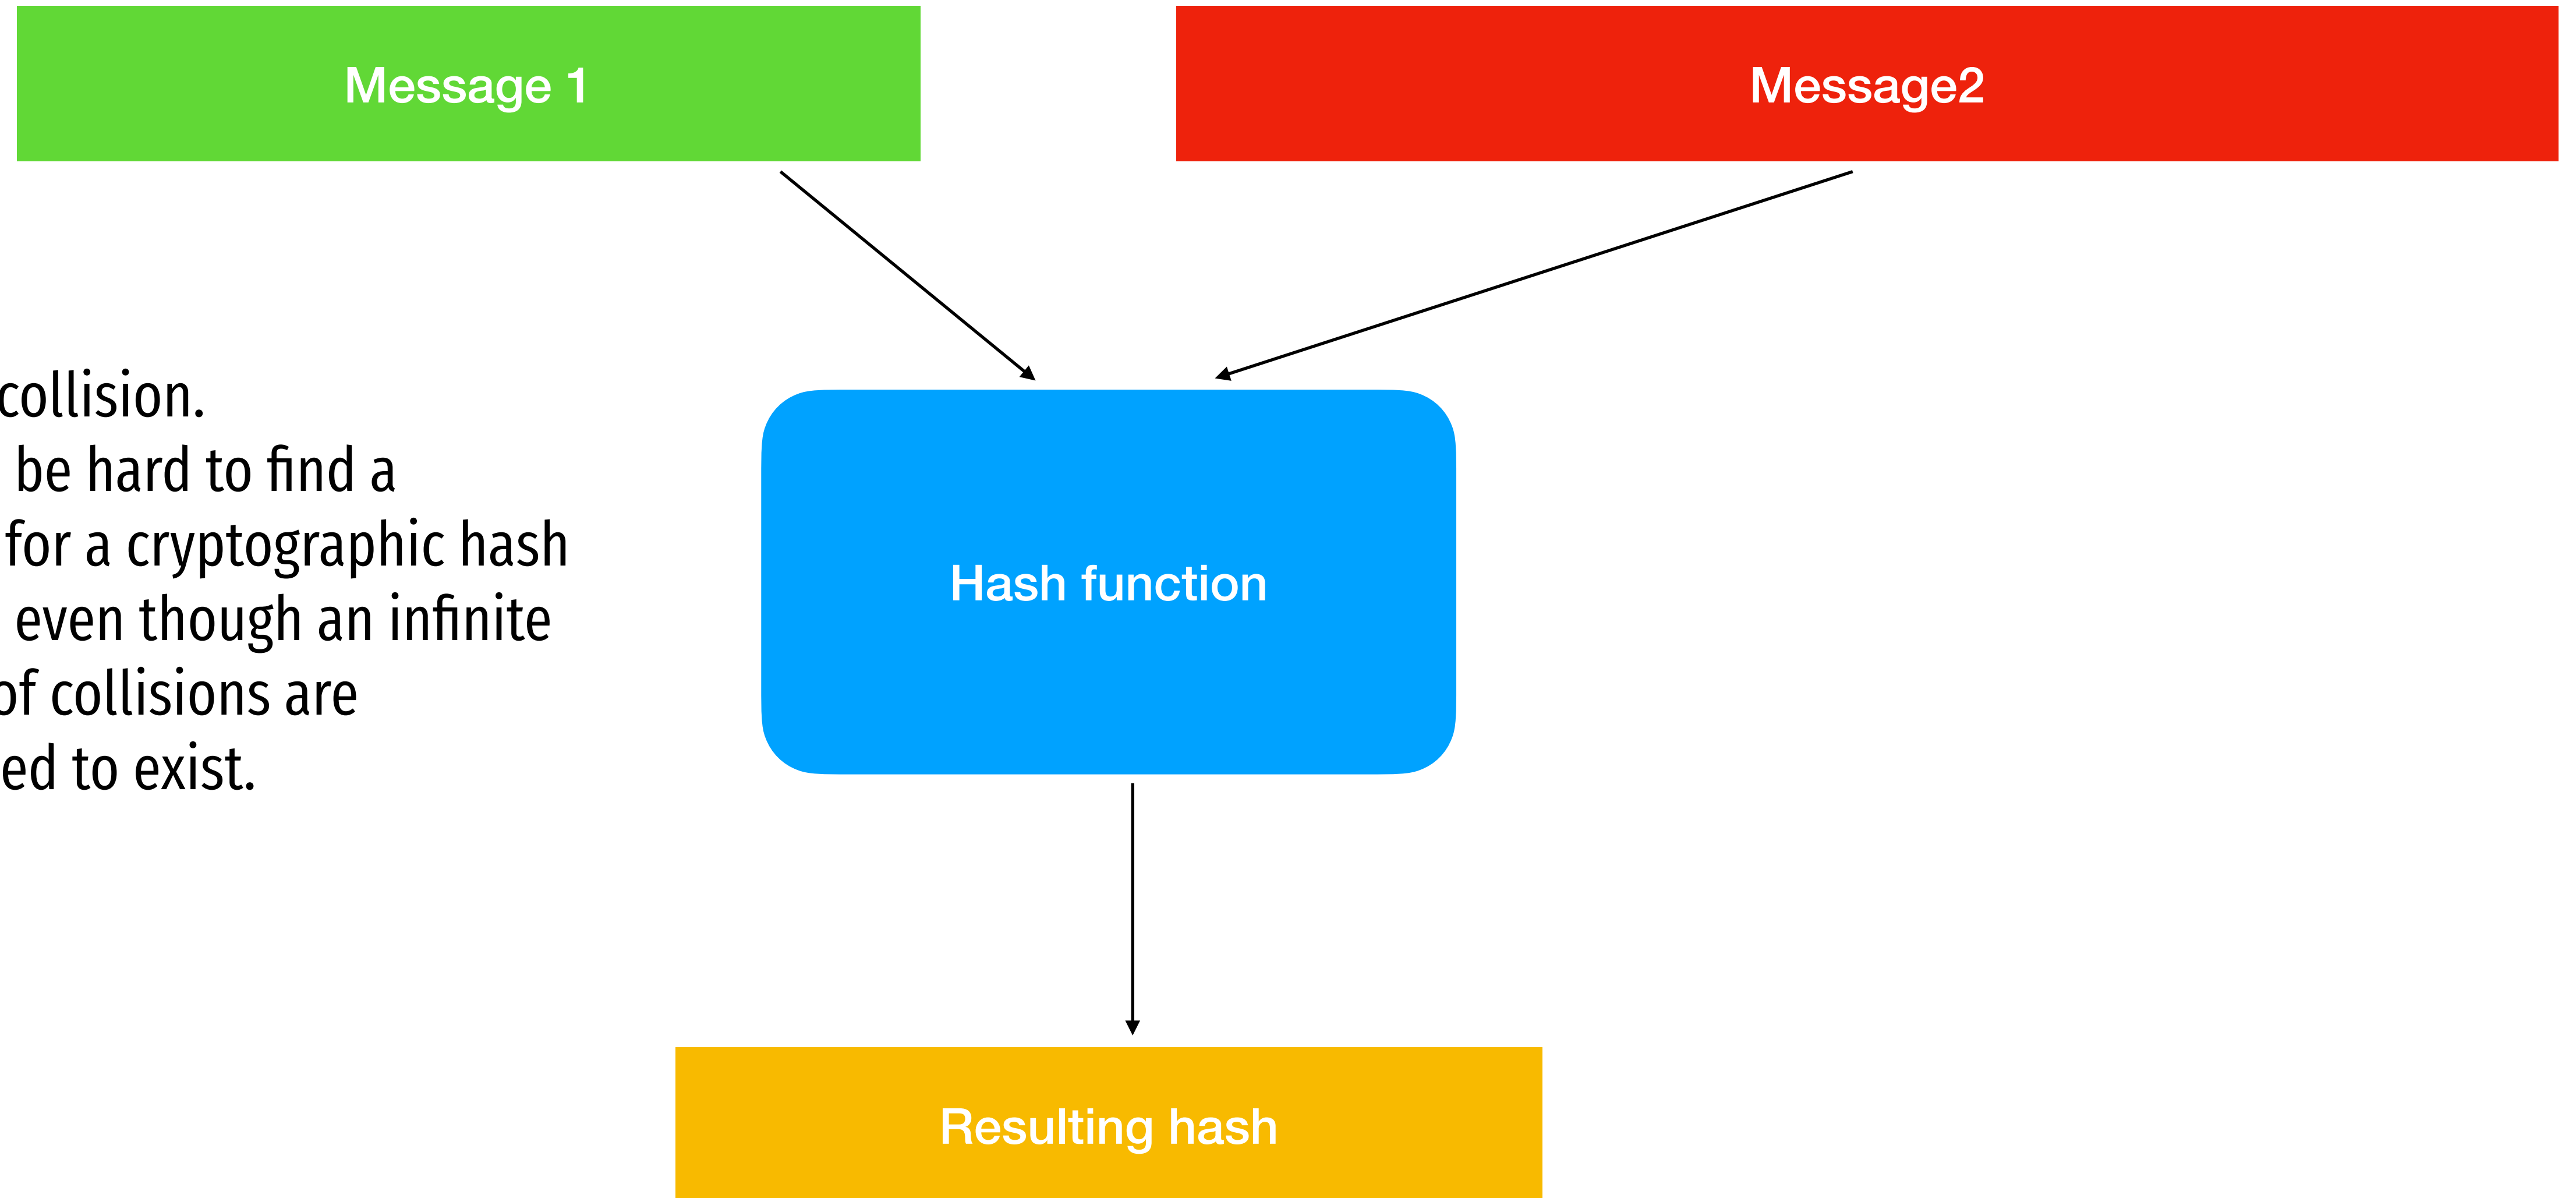 Message 1
Message2
collision.
be hard to find a
for a cryptographic hash
even though an infinite
of collisions are
ed to exist.
Hash function
Resulting hash